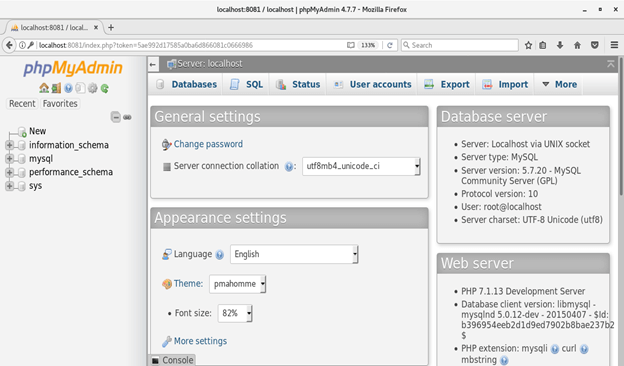 localhost:8081 / localhost | phpMyAdmin 4.7.7 - Mozilla Firefox
localhost:8081 / local...
localhost:8081/index.php?token=5ae992d17585a0ba6d866081c0666986
133%
Search
phpMyAdmin
Recent Favorites
New
information_schema
mysql
performance_schema
sys
Server: localhost
Databases SQL Status User accounts Export Import More
General settings
Change password
Server connection collation : utf8mb4_unicode_ci
Appearance settings
Language English
Theme: pmahomme
Font size: 82%
More settings
Console
Database server
Server: Localhost via UNIX socket
Server type: MySQL
Server version: 5.7.20 - MySQL
Community Server (GPL)
Protocol version: 10
User: root@localhost
Server charset: UTF-8 Unicode (utf8)
Web server
PHP 7.1.13 Development Server
Database client version: libmysql -
mysqlnd 5.0.12-dev - 20150407 - $Id:
b396954eeb2d1d9ed7902b8bae237b2
$
PHP extension: mysqli curl
mbstring